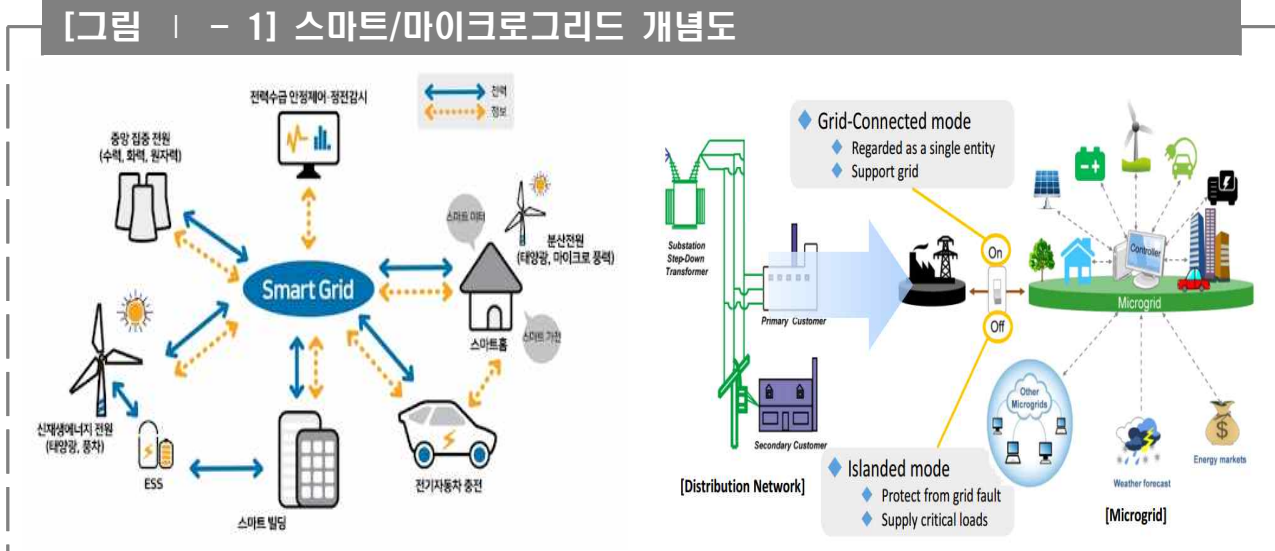 [그림 Ⅰ - 1] 스마트/마이크로그리드 개념도
전력수급 안정제어·정전감시
전력
정보
중앙 집중 전원
(수력, 화력, 원자력)
스마트 미터
분산전원
(태양광, 마이크로 풍력)
Smart Grid
스마트홈
스마트 가전
신재생에너지 전원
(태양광, 풍차)
ESS
스마트 빌딩
전기자동차 충전
Grid-Connected mode
Regarded as a single entity
Support grid
Substation
Step-Down
Transformer
Primary Customer
Secondary Customer
[Distribution Network]
On
Off
Controller
Microgrid
Islanded mode
Protect from grid fault
Supply critical loads
Other
Microgrids
Weather forecast
Energy markets
$
[Microgrid]